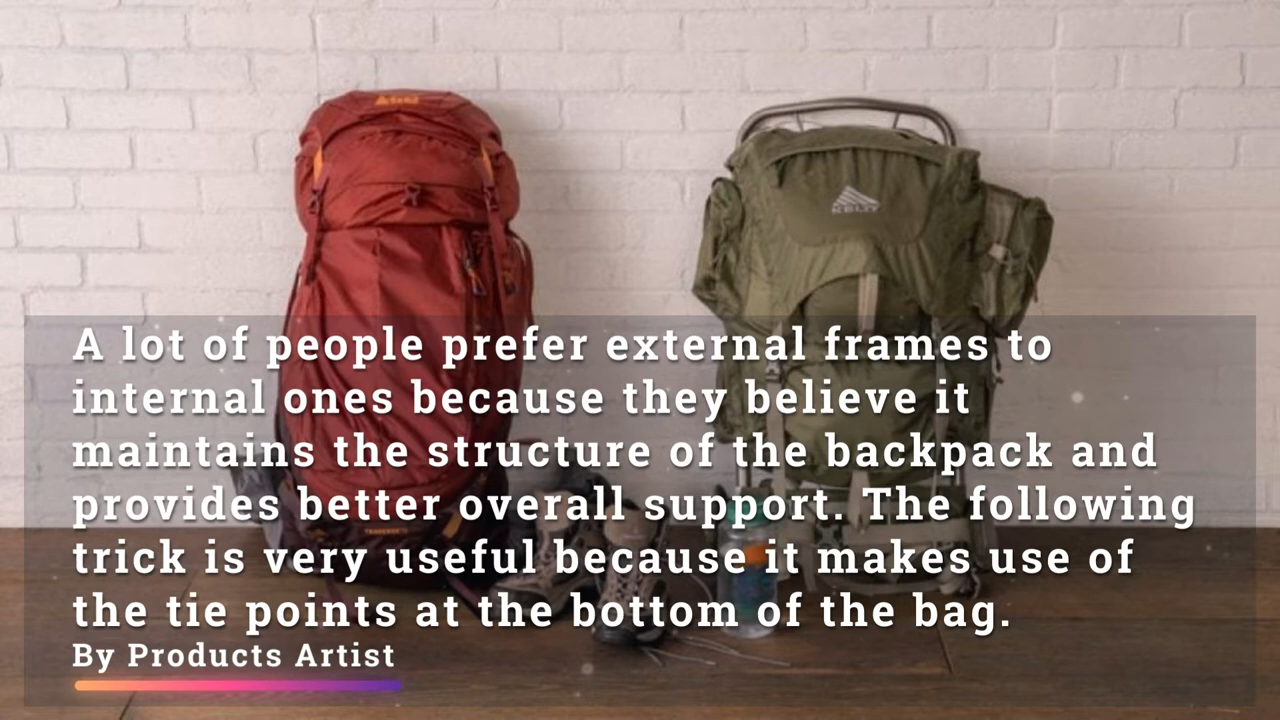 KELTY
A lot of people prefer external frames to
internal ones because they believe it
maintains the structure of the backpack and
provides better overall support. The following
trick is very useful because it makes use of
the tie points at the bottom of the bag.
By Products Artist